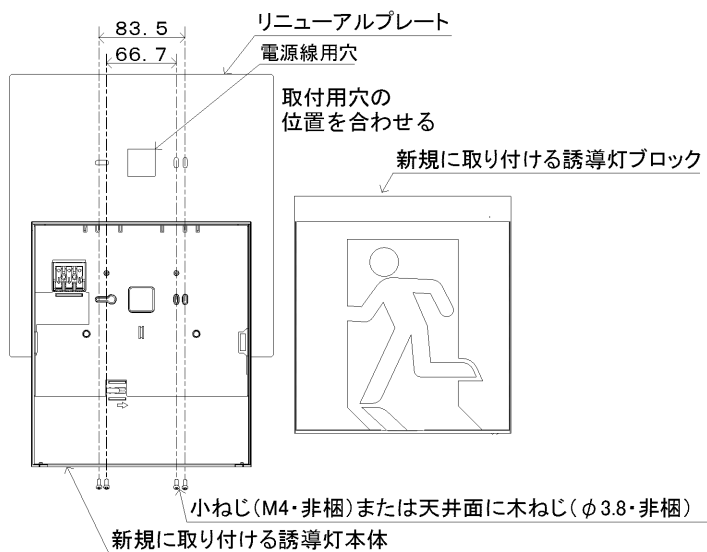 83.5
66.7
リニューアルプレート
電源線用穴
取付用穴の
位置を合わせる
新規に取り付ける誘導灯ブロック
小ねじ(M4・非梱)または天井面に木ねじ(φ3.8・非梱)
新規に取り付ける誘導灯本体